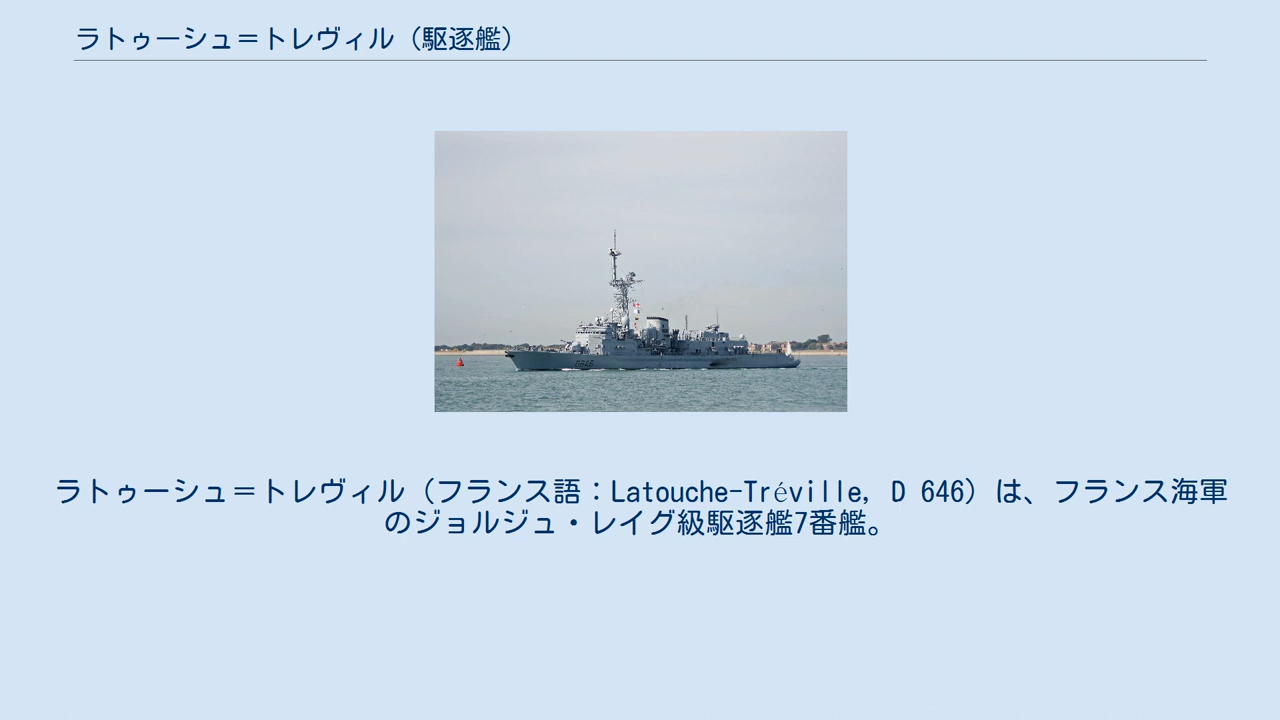 ラトゥーシュ＝トレヴィル（駆逐艦）
D646
ラトゥーシュ＝トレヴィル（フランス語：Latouche-Tréville, D 646）は、フランス海軍
のジョルジュ・レイグ級駆逐艦7番艦。